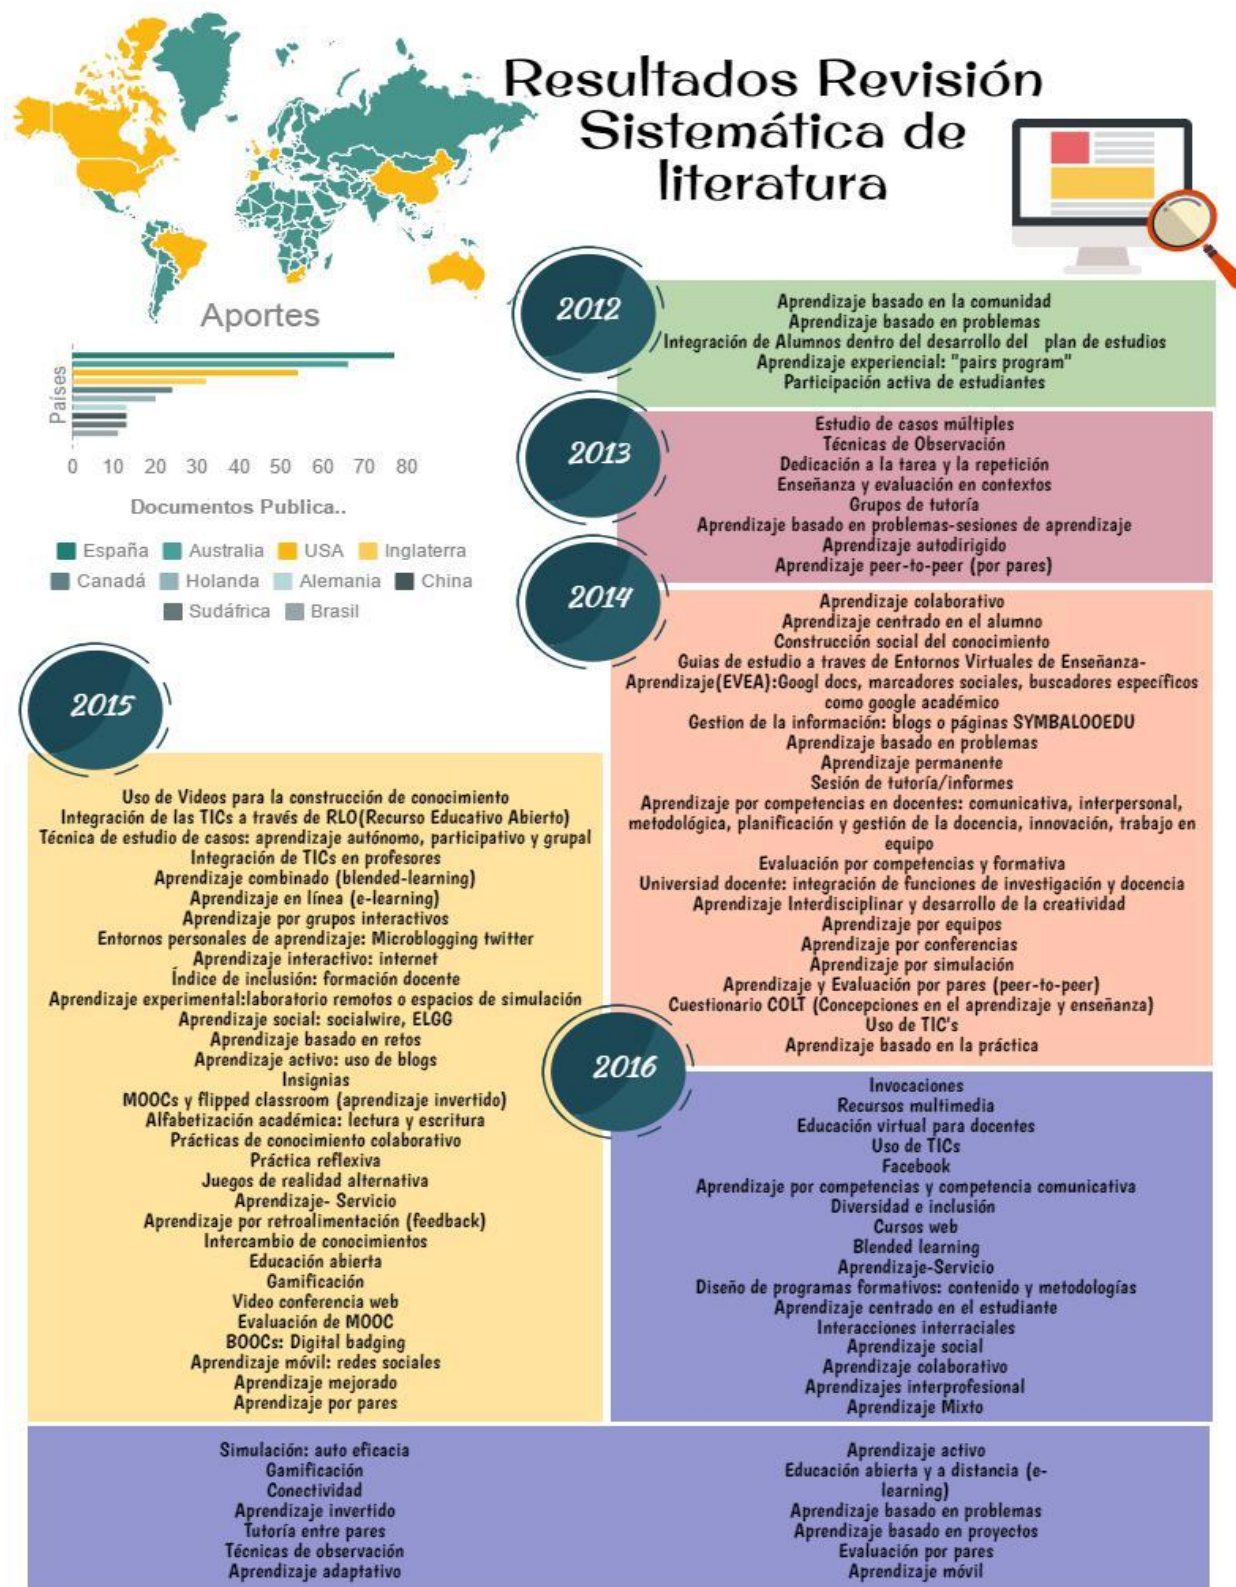 Resultados Revisión
Sistemática de
literatura
Aportes
Países
0 10 20 30 40 50 60 70 80
Documentos Publica..
España Australia USA Inglaterra
Canadá Holanda Alemania China
Sudáfrica Brasil
2012
Aprendizaje basado en la comunidad
Aprendizaje basado en problemas
Integración de Alumnos dentro del desarrollo del plan de estudios
Aprendizaje experiencial: "pairs program"
Participación activa de estudiantes
2013
Estudio de casos múltiples
Técnicas de Observación
Dedicación a la tarea y la repetición
Enseñanza y evaluación en contextos
Grupos de tutoría
Aprendizaje basado en problemas-sesiones de aprendizaje
Aprendizaje autodirigido
Aprendizaje peer-to-peer (por pares)
2014
Aprendizaje colaborativo
Aprendizaje centrado en el alumno
Construcción social del conocimiento
Guias de estudio a traves de Entornos Virtuales de Enseñanza-
Aprendizaje(EVEA):Googl docs, marcadores sociales, buscadores específicos
como google académico
Gestion de la información: blogs o páginas SYMBALOOEDU
Aprendizaje basado en problemas
Aprendizaje permanente
Sesión de tutoría/informes
Aprendizaje por competencias en docentes: comunicativa, interpersonal,
metodológica, planificación y gestión de la docencia, innovación, trabajo en
equipo
Evaluación por competencias y formativa
Universiad docente: integración de funciones de investigación y docencia
Aprendizaje Interdisciplinar y desarrollo de la creatividad
Aprendizaje por equipos
Aprendizaje por conferencias
Aprendizaje por simulación
Aprendizaje y Evaluación por pares (peer-to-peer)
Cuestionario COLT (Concepciones en el aprendizaje y enseñanza)
Uso de TIC's
Aprendizaje basado en la práctica
2015
Uso de Videos para la construcción de conocimiento
Integración de las TICs a través de RLO(Recurso Educativo Abierto)
Técnica de estudio de casos: aprendizaje autónomo, participativo y grupal
Integración de TICs en profesores
Aprendizaje combinado (blended-learning)
Aprendizaje en línea (e-learning)
Aprendizaje por grupos interactivos
Entornos personales de aprendizaje: Microblogging twitter
Aprendizaje interactivo: internet
Índice de inclusión: formación docente
Aprendizaje experimental:laboratorio remotos o espacios de simulación
Aprendizaje social: socialwire, ELGG
Aprendizaje basado en retos
Aprendizaje activo: uso de blogs
Insignias
MOOCs y flipped classroom (aprendizaje invertido)
Alfabetización académica: lectura y escritura
Prácticas de conocimiento colaborativo
Práctica reflexiva
Juegos de realidad alternativa
Aprendizaje- Servicio
Aprendizaje por retroalimentación (feedback)
Intercambio de conocimientos
Educación abierta
Gamificación
Video conferencia web
Evaluación de MOOC
BOOCs: Digital badging
Aprendizaje móvil: redes sociales
Aprendizaje mejorado
Aprendizaje por pares
2016
Invocaciones
Recursos multimedia
Educación virtual para docentes
Uso de TICs
Facebook
Aprendizaje por competencias y competencia comunicativa
Diversidad e inclusión
Cursos web
Blended learning
Aprendizaje-Servicio
Diseño de programas formativos: contenido y metodologías
Aprendizaje centrado en el estudiante
Interacciones interraciales
Aprendizaje social
Aprendizaje colaborativo
Aprendizajes interprofesional
Aprendizaje Mixto
Simulación: auto eficacia
Gamificación
Conectividad
Aprendizaje invertido
Tutoría entre pares
Técnicas de observación
Aprendizaje adaptativo
Aprendizaje activo
Educación abierta y a distancia (e-
learning)
Aprendizaje basado en problemas
Aprendizaje basado en proyectos
Evaluación por pares
Aprendizaje móvil